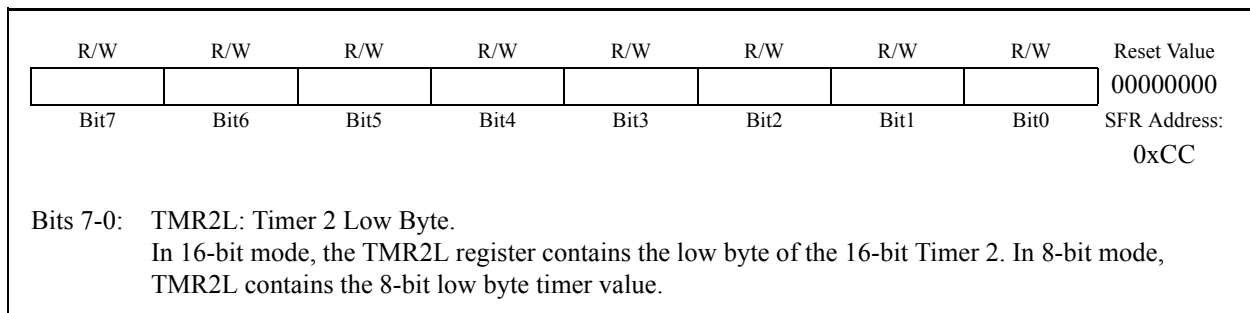 R/W R/W R/W R/W R/W R/W R/W R/W Reset Value
00000000
Bit7 Bit6 Bit5 Bit4 Bit3 Bit2 Bit1 Bit0 SFR Address:
0xCC
Bits 7-0: TMR2L: Timer 2 Low Byte.
In 16-bit mode, the TMR2L register contains the low byte of the 16-bit Timer 2. In 8-bit mode,
TMR2L contains the 8-bit low byte timer value.